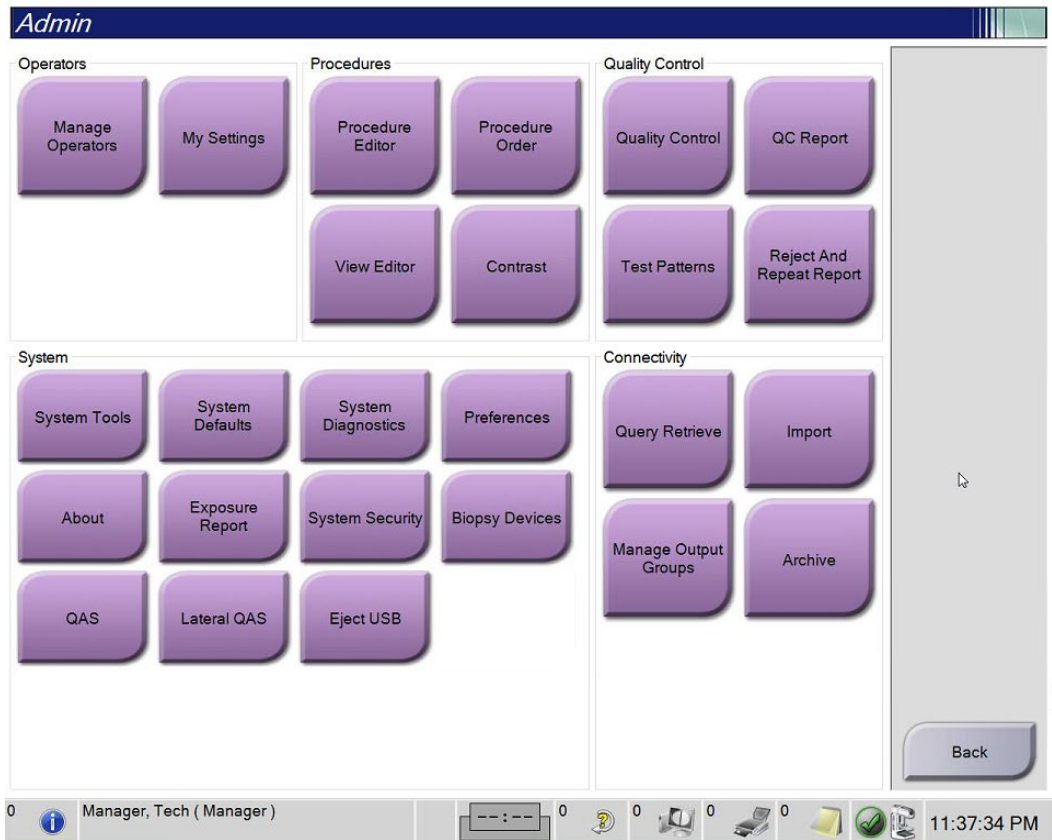 Admin
Operators
Manage
Operators
My Settings
Procedures
Procedure
Editor
Procedure
Order
View Editor
Contrast
Quality Control
Quality Control
QC Report
Test Patterns
Reject And
Repeat Report
System
System Tools
System
Defaults
System
Diagnostics
Preferences
About
Exposure
Report
System Security
Biopsy Devices
QAS
Lateral QAS
Eject USB
Connectivity
Query Retrieve
Import
Manage Output
Groups
Archive
Back
0
Manager, Tech ( Manager )
--:--
0
0
0
0
11:37:34 PM